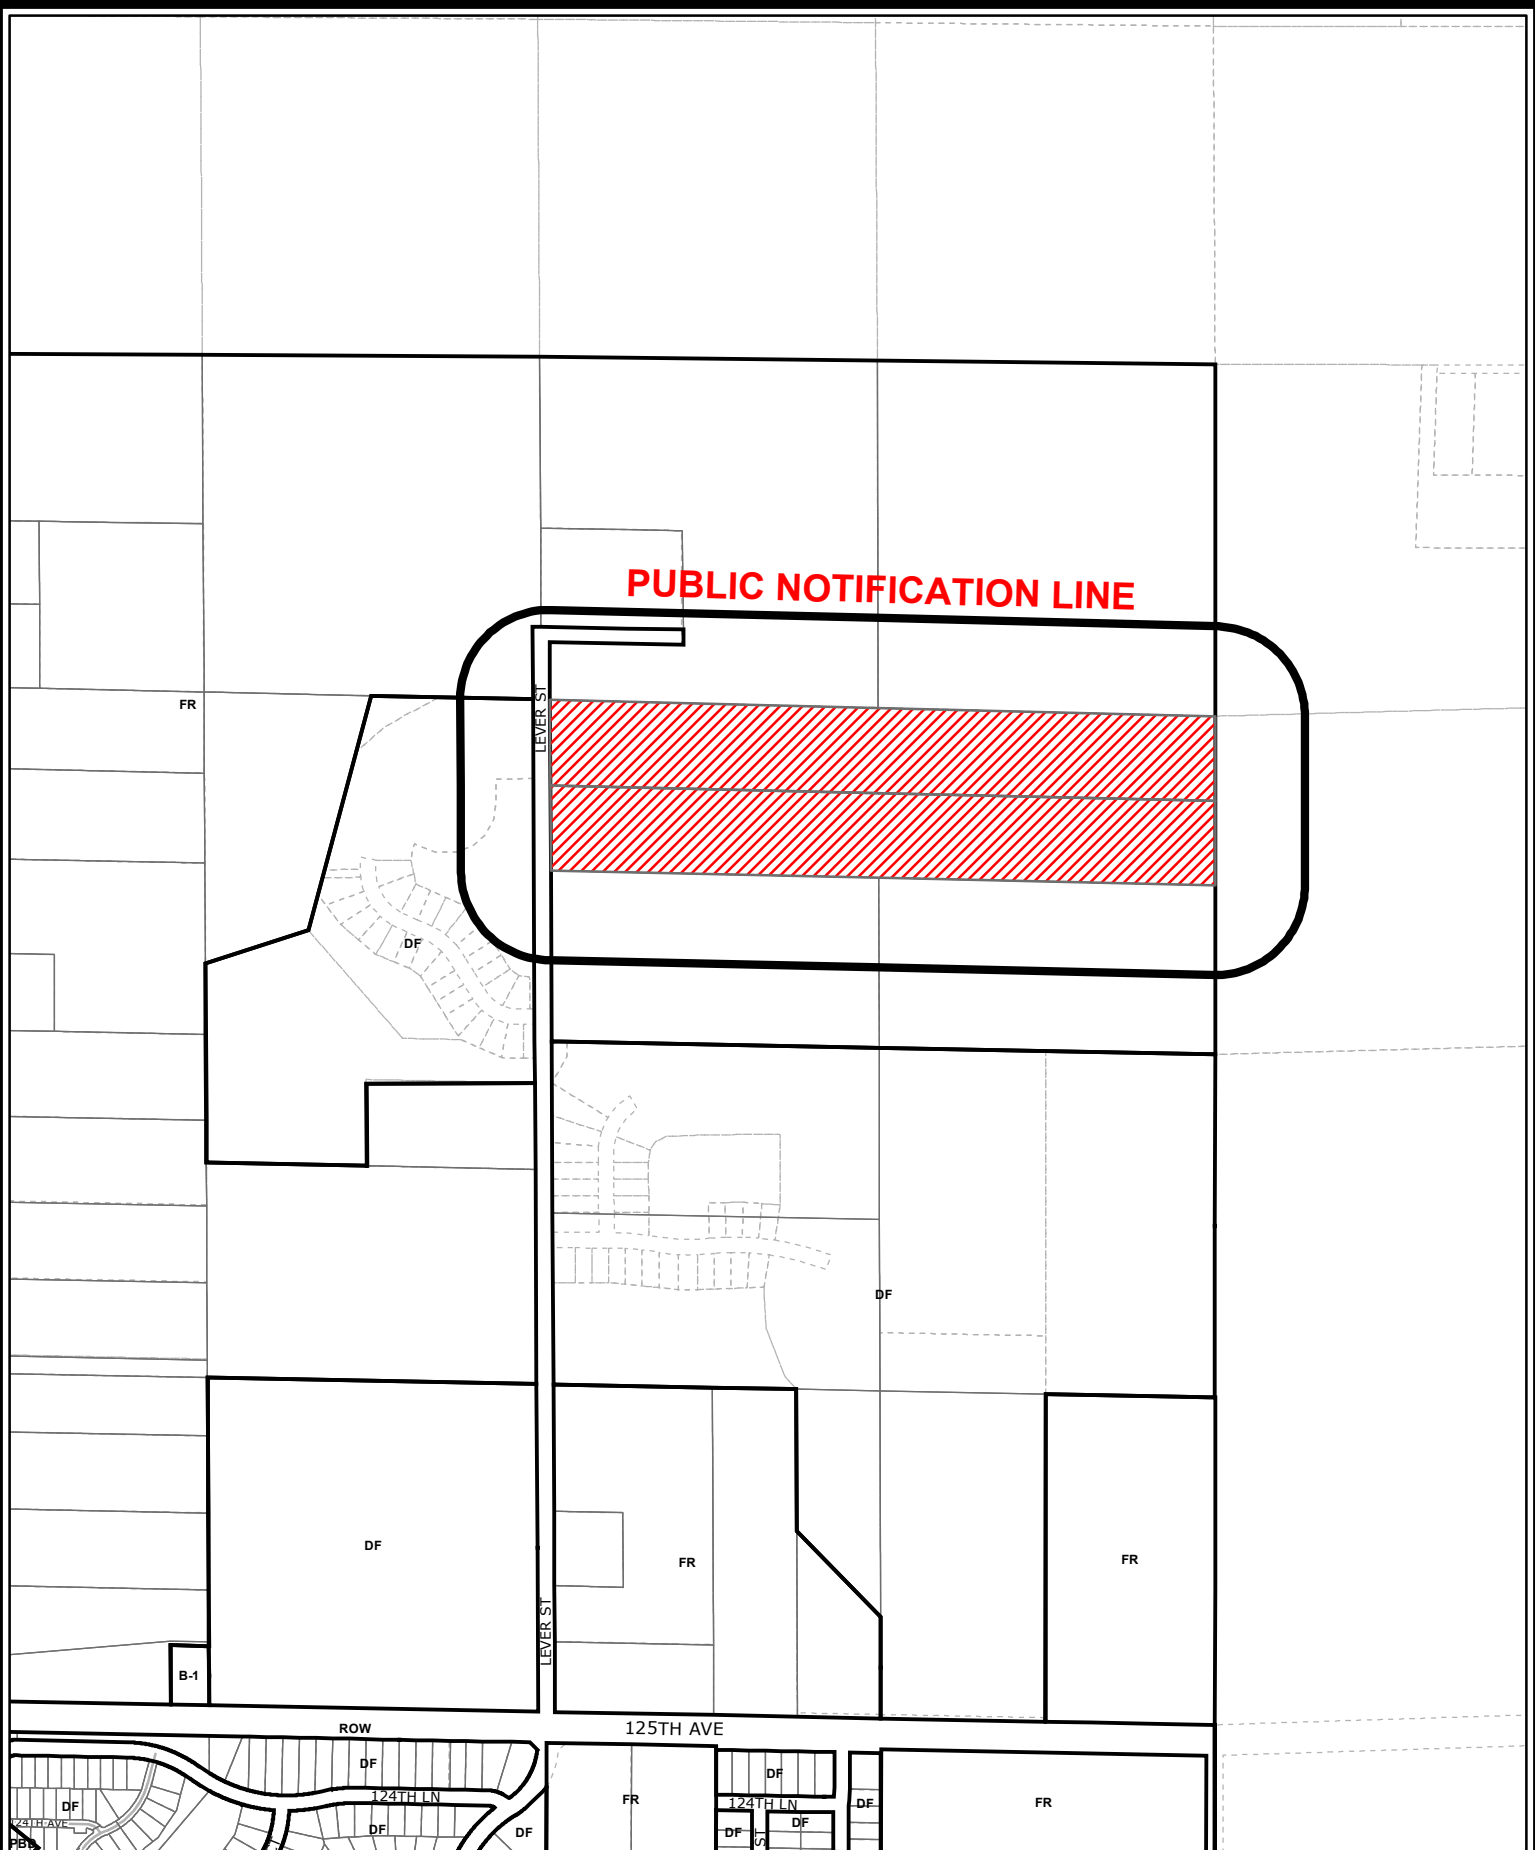 PUBLIC NOTIFICATION LINE
LEVER ST
FR
DF
DF
DF
FR
FR
LEVER ST
B-1
ROW
125TH AVE
DF
DF
124TH LN
FR
124TH LN
DF
FR
DF
124TH AVE
DF
DF
DF
DF
ST
PBD